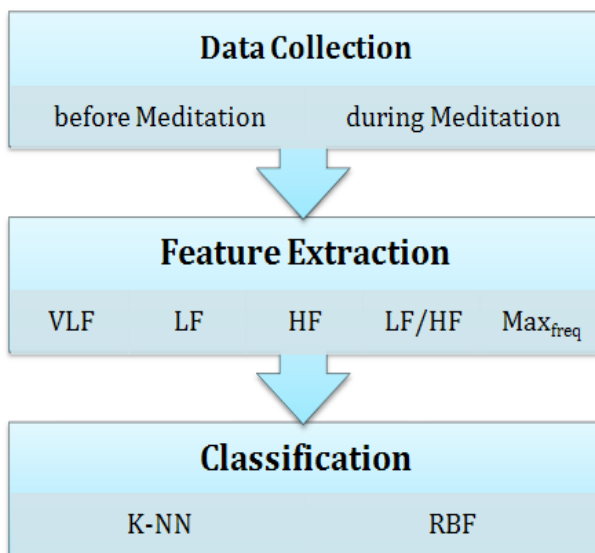 Data Collection
before Meditation during Meditation
Feature Extraction
VLF LF HF LF/HF Maxfreq
Classification
K-NN RBF